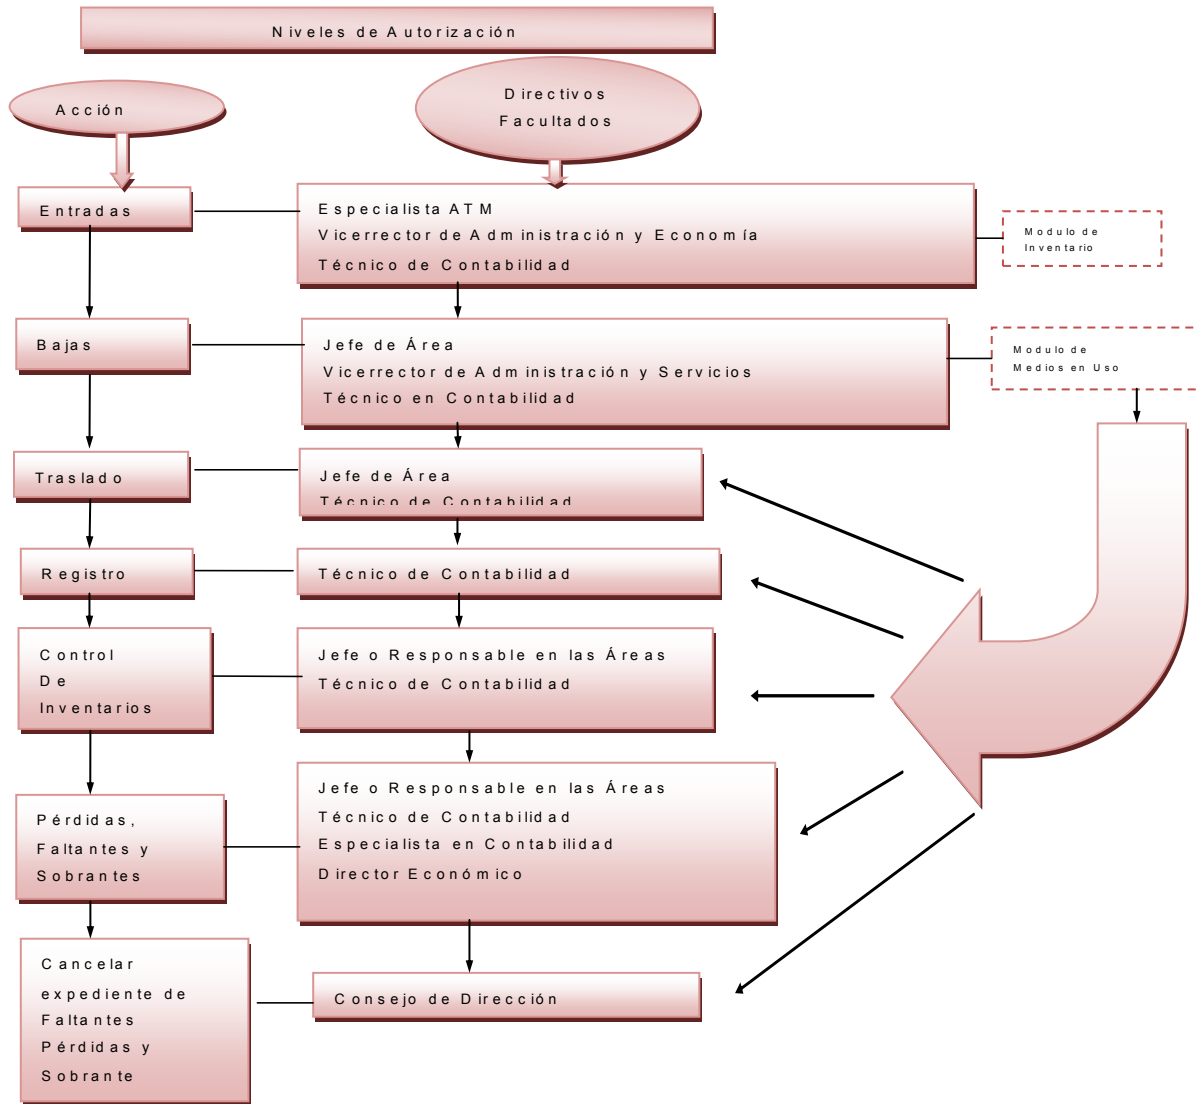 Niveles de Autorización
Acción
Directivos
Facultados
Entradas
Especialista ATM
Vicerrector de Administración y Economía
Técnico de Contabilidad
Modulo de
Inventario
Bajas
Jefe de Área
Vicerrector de Administración y Servicios
Técnico en Contabilidad
Modulo de
Medios en Uso
Traslado
Jefe de Área
Técnico de Contabilidad
Registro
Técnico de Contabilidad
Control
De
Inventarios
Jefe o Responsable en las Áreas
Técnico de Contabilidad
Pérdidas,
Faltantes y
Sobrantes
Jefe o Responsable en las Áreas
Técnico de Contabilidad
Especialista en Contabilidad
Director Económico
Cancelar
expediente de
Faltantes
Pérdidas y
Sobrante
Consejo de Dirección